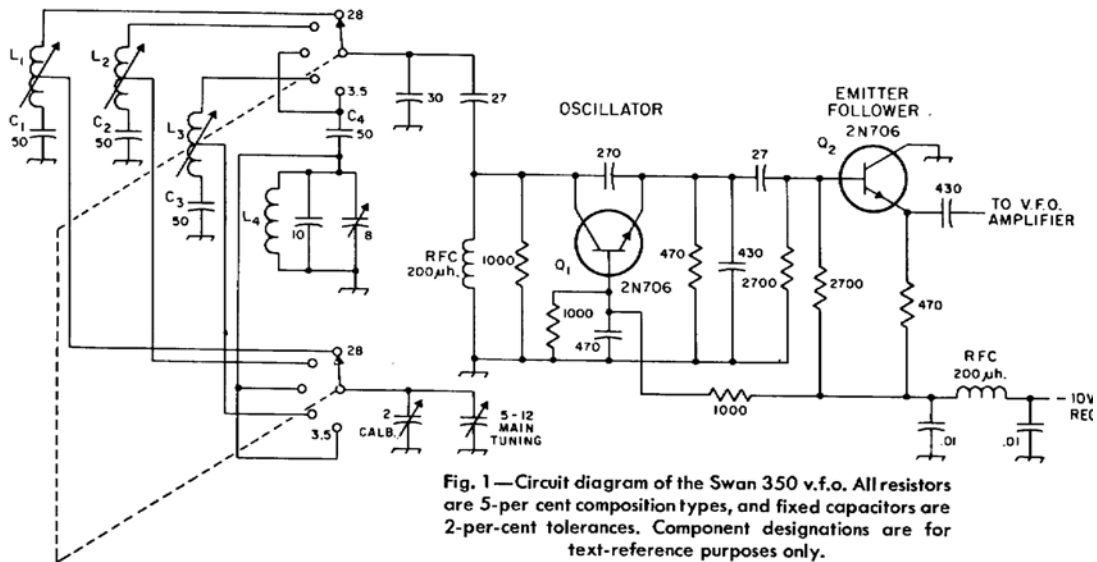 28
L1
L2
C1
50
C2
50
L3
C3
50
3.5
C4
50
L4
10
8
30
27
OSCILLATOR
EMITTER
FOLLOWER
2N706
Q2
270
27
430
TO V.F.O.
AMPLIFIER
RFC
200µh.
1000
Q1
2N706
470
430
2700
2700
470
1000
470
1000
RFC
200µh.
-10V
REG
.01
.01
28
3.5
2
CALB.
5-12
MAIN
TUNING
Fig. 1—Circuit diagram of the Swan 350 v.f.o. All resistors
are 5-per cent composition types, and fixed capacitors are
2-per-cent tolerances. Component designations are for
text-reference purposes only.